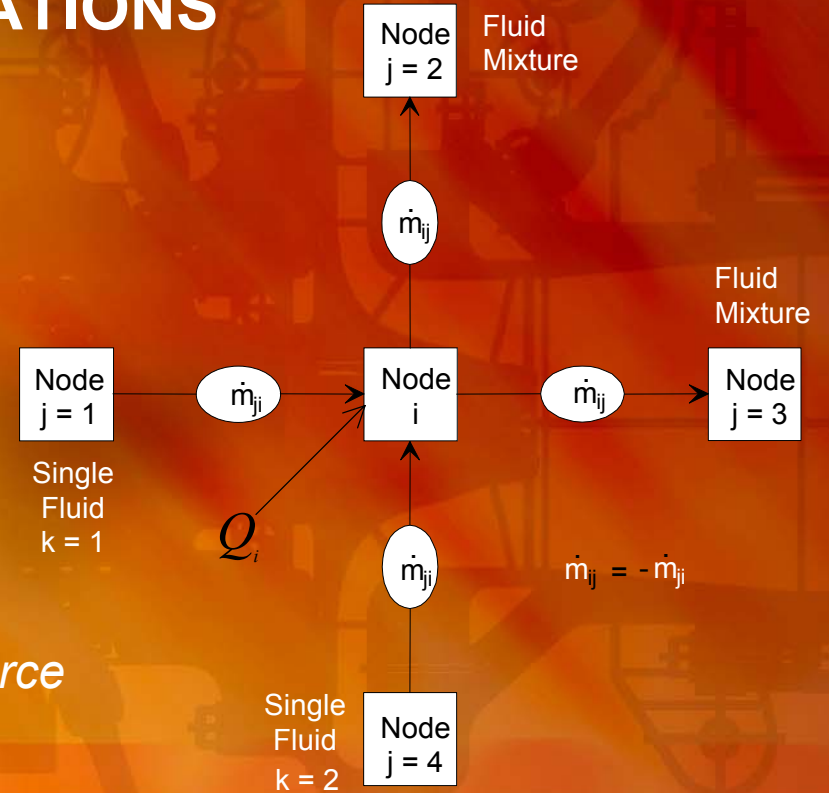 ATIONS
Node
j = 2
Fluid
Mixture
ṁij
Fluid
Mixture
Node
j = 1
ṁji
Node
i
ṁij
Node
j = 3
Single
Fluid
k = 1
Qi
ṁji
ṁij = - ṁji
rce
Single
Fluid
k = 2
Node
j = 4